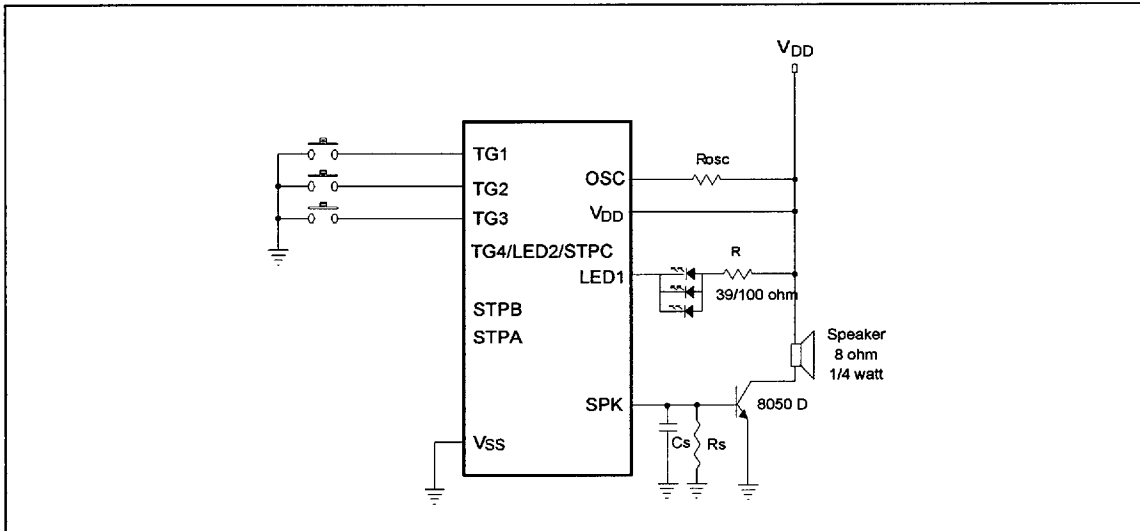 VDD
TG1
Rosc
OSC
TG2
VDD
TG3
TG4/LED2/STPC
R
LED1
39/100 ohm
STPB
STPA
Speaker
8 ohm
1/4 watt
SPK
8050 D
Cs
Rs
VSS